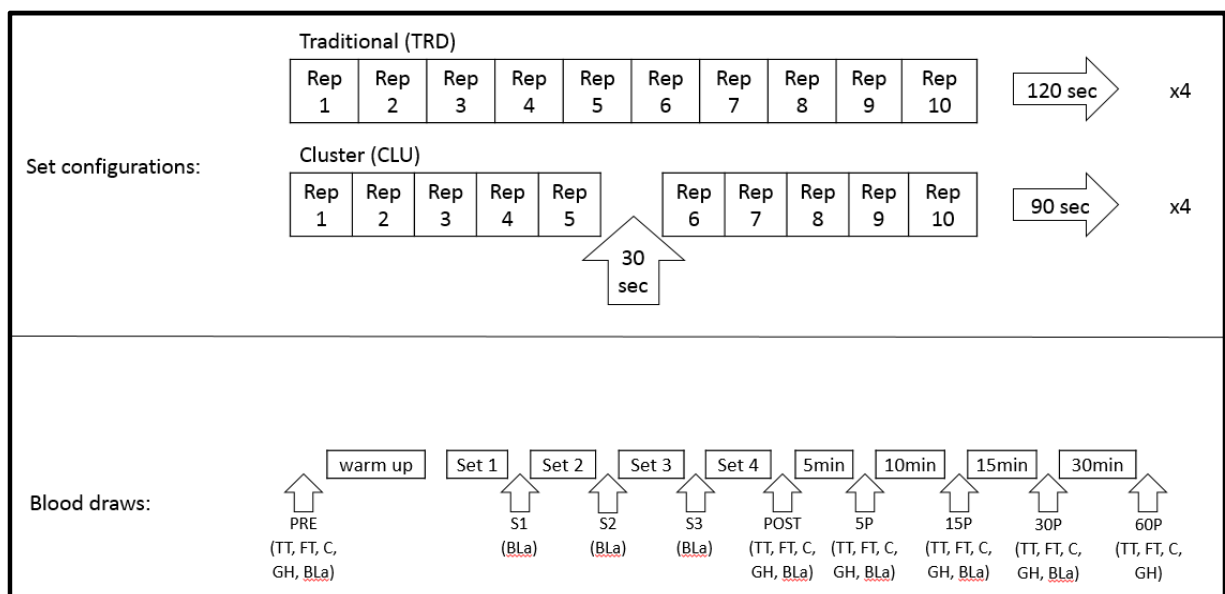 Traditional (TRD)
Rep 1 Rep 2 Rep 3 Rep 4 Rep 5 Rep 6 Rep 7 Rep 8 Rep 9 Rep 10 120 sec x4
Set configurations:
Cluster (CLU)
Rep 1 Rep 2 Rep 3 Rep 4 Rep 5 Rep 6 Rep 7 Rep 8 Rep 9 Rep 10 90 sec x4
30
sec
warm up Set 1 Set 2 Set 3 Set 4 5min 10min 15min 30min
Blood draws:
PRE S1 S2 S3 POST 5P 15P 30P 60P
(TT, FT, C, (BLa) (BLa) (BLa) (TT, FT, C, (TT, FT, C, (TT, FT, C, (TT, FT, C, (TT, FT, C,
GH, BLa) GH, BLa) GH, BLa) GH, BLa) GH, BLa) GH)